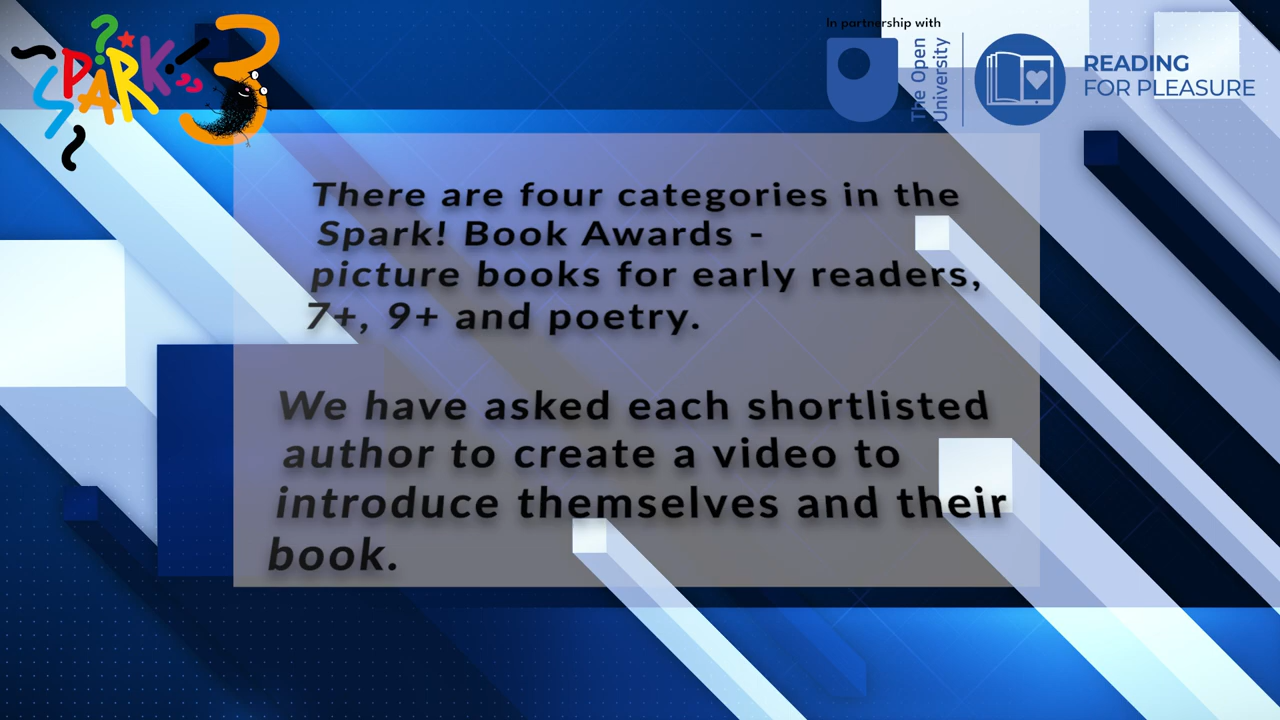 SPARK! 3
In partnership with
The Open
University
READING
FOR PLEASURE
There are four categories in the
Spark! Book Awards -
picture books for early readers,
7+, 9+ and poetry.
We have asked each shortlisted
author to create a video to
introduce themselves and their
book.